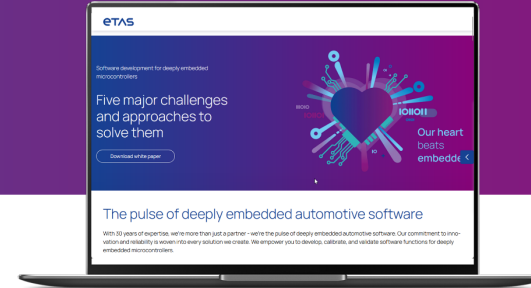 etas
Software development for deeply embedded
microcontrollers
Five major challenges
and approaches to
solve them
Download white paper
IOIIOII
IO
Our heart
beats
embedde
The pulse of deeply embedded automotive software
With 30 years of expertise, we're more than just a partner – we're the pulse of deeply embedded automotive software. Our commitment to inno-
vation and reliability is woven into every solution we create. We empower you to develop, calibrate, and validate software functions for deeply
embedded microcontrollers.